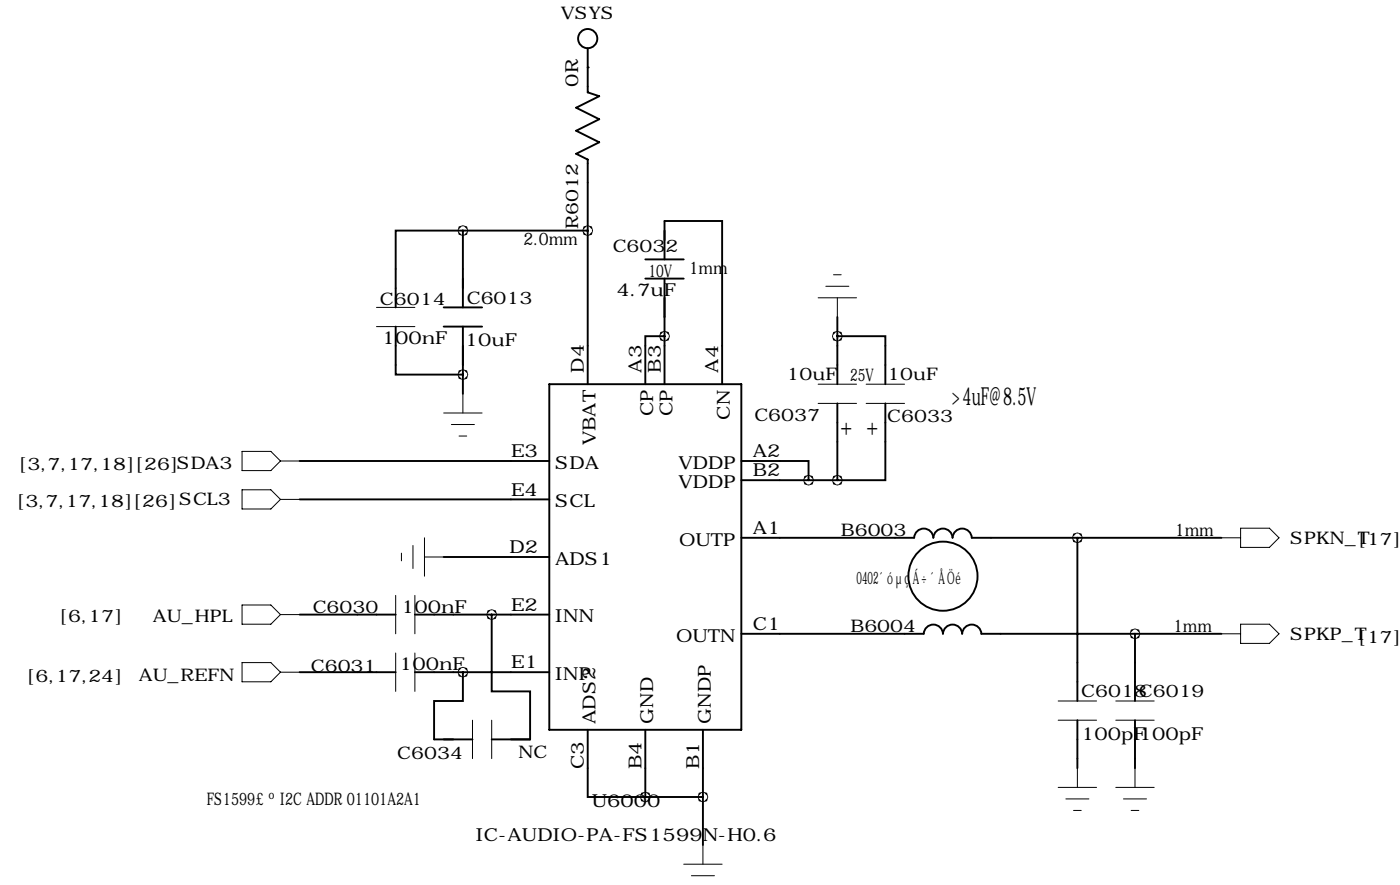 VSYS
0R
R6012
2.0mm
C6032
10V
1mm
4.7uF
C6014
C6013
100nF
10uF
D4
A3
B3
A4
VBAT
CP
CP
CN
10uF
25V
10uF
>4uF@8.5V
C6037
C6033
+ +
[3,7,17,18][26]SDA3
E3
SDA
VDDP
A2
VDDP
B2
[3,7,17,18][26]SCL3
E4
SCL
OUTP
A1
B6003
1mm
SPKN_T[17]
D2
ADS1
[6,17]
AU_HPL
C6030
100nF
E2
INN
OUTN
C1
B6004
1mm
SPKP_T[17]
[6,17,24]
AU_REFN
C6031
100nF
E1
INP
ADS2
GND
GNDP
C6018
C6019
100pF
100pF
C6034
NC
C3
B4
B1
FS1599£º I2C ADDR 01101A2A1
U6000
IC-AUDIO-PA-FS1599N-H0.6